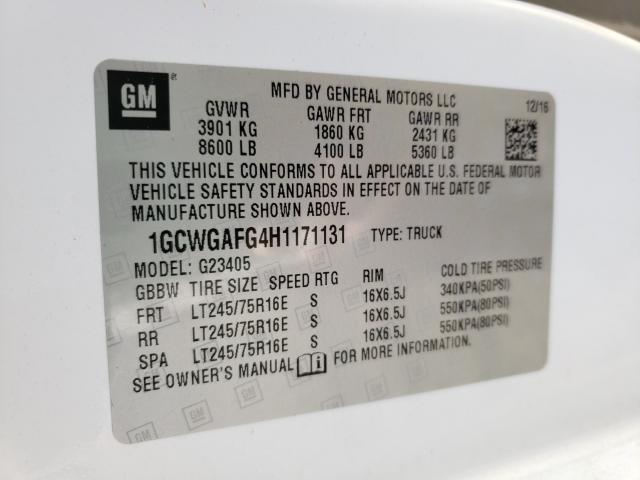 GM
MFD BY GENERAL MOTORS LLC 12/16
GVWR GAWR FRT GAWR RR
3901 KG 1860 KG 2431 KG
8600 LB 4100 LB 5360 LB
THIS VEHICLE CONFORMS TO ALL APPLICABLE U.S. FEDERAL MOTOR
VEHICLE SAFETY STANDARDS IN EFFECT ON THE DATE OF
MANUFACTURE SHOWN ABOVE.
1GCWGAFG4H1171131 TYPE: TRUCK
MODEL: G23405
GBBW TIRE SIZE SPEED RTG RIM COLD TIRE PRESSURE
FRT LT245/75R16E S 16X6.5J 340KPA(50PSI)
RR LT245/75R16E S 16X6.5J 550KPA(80PSI)
SPA LT245/75R16E S 16X6.5J 550KPA(80PSI)
SEE OWNER'S MANUAL FOR MORE INFORMATION.